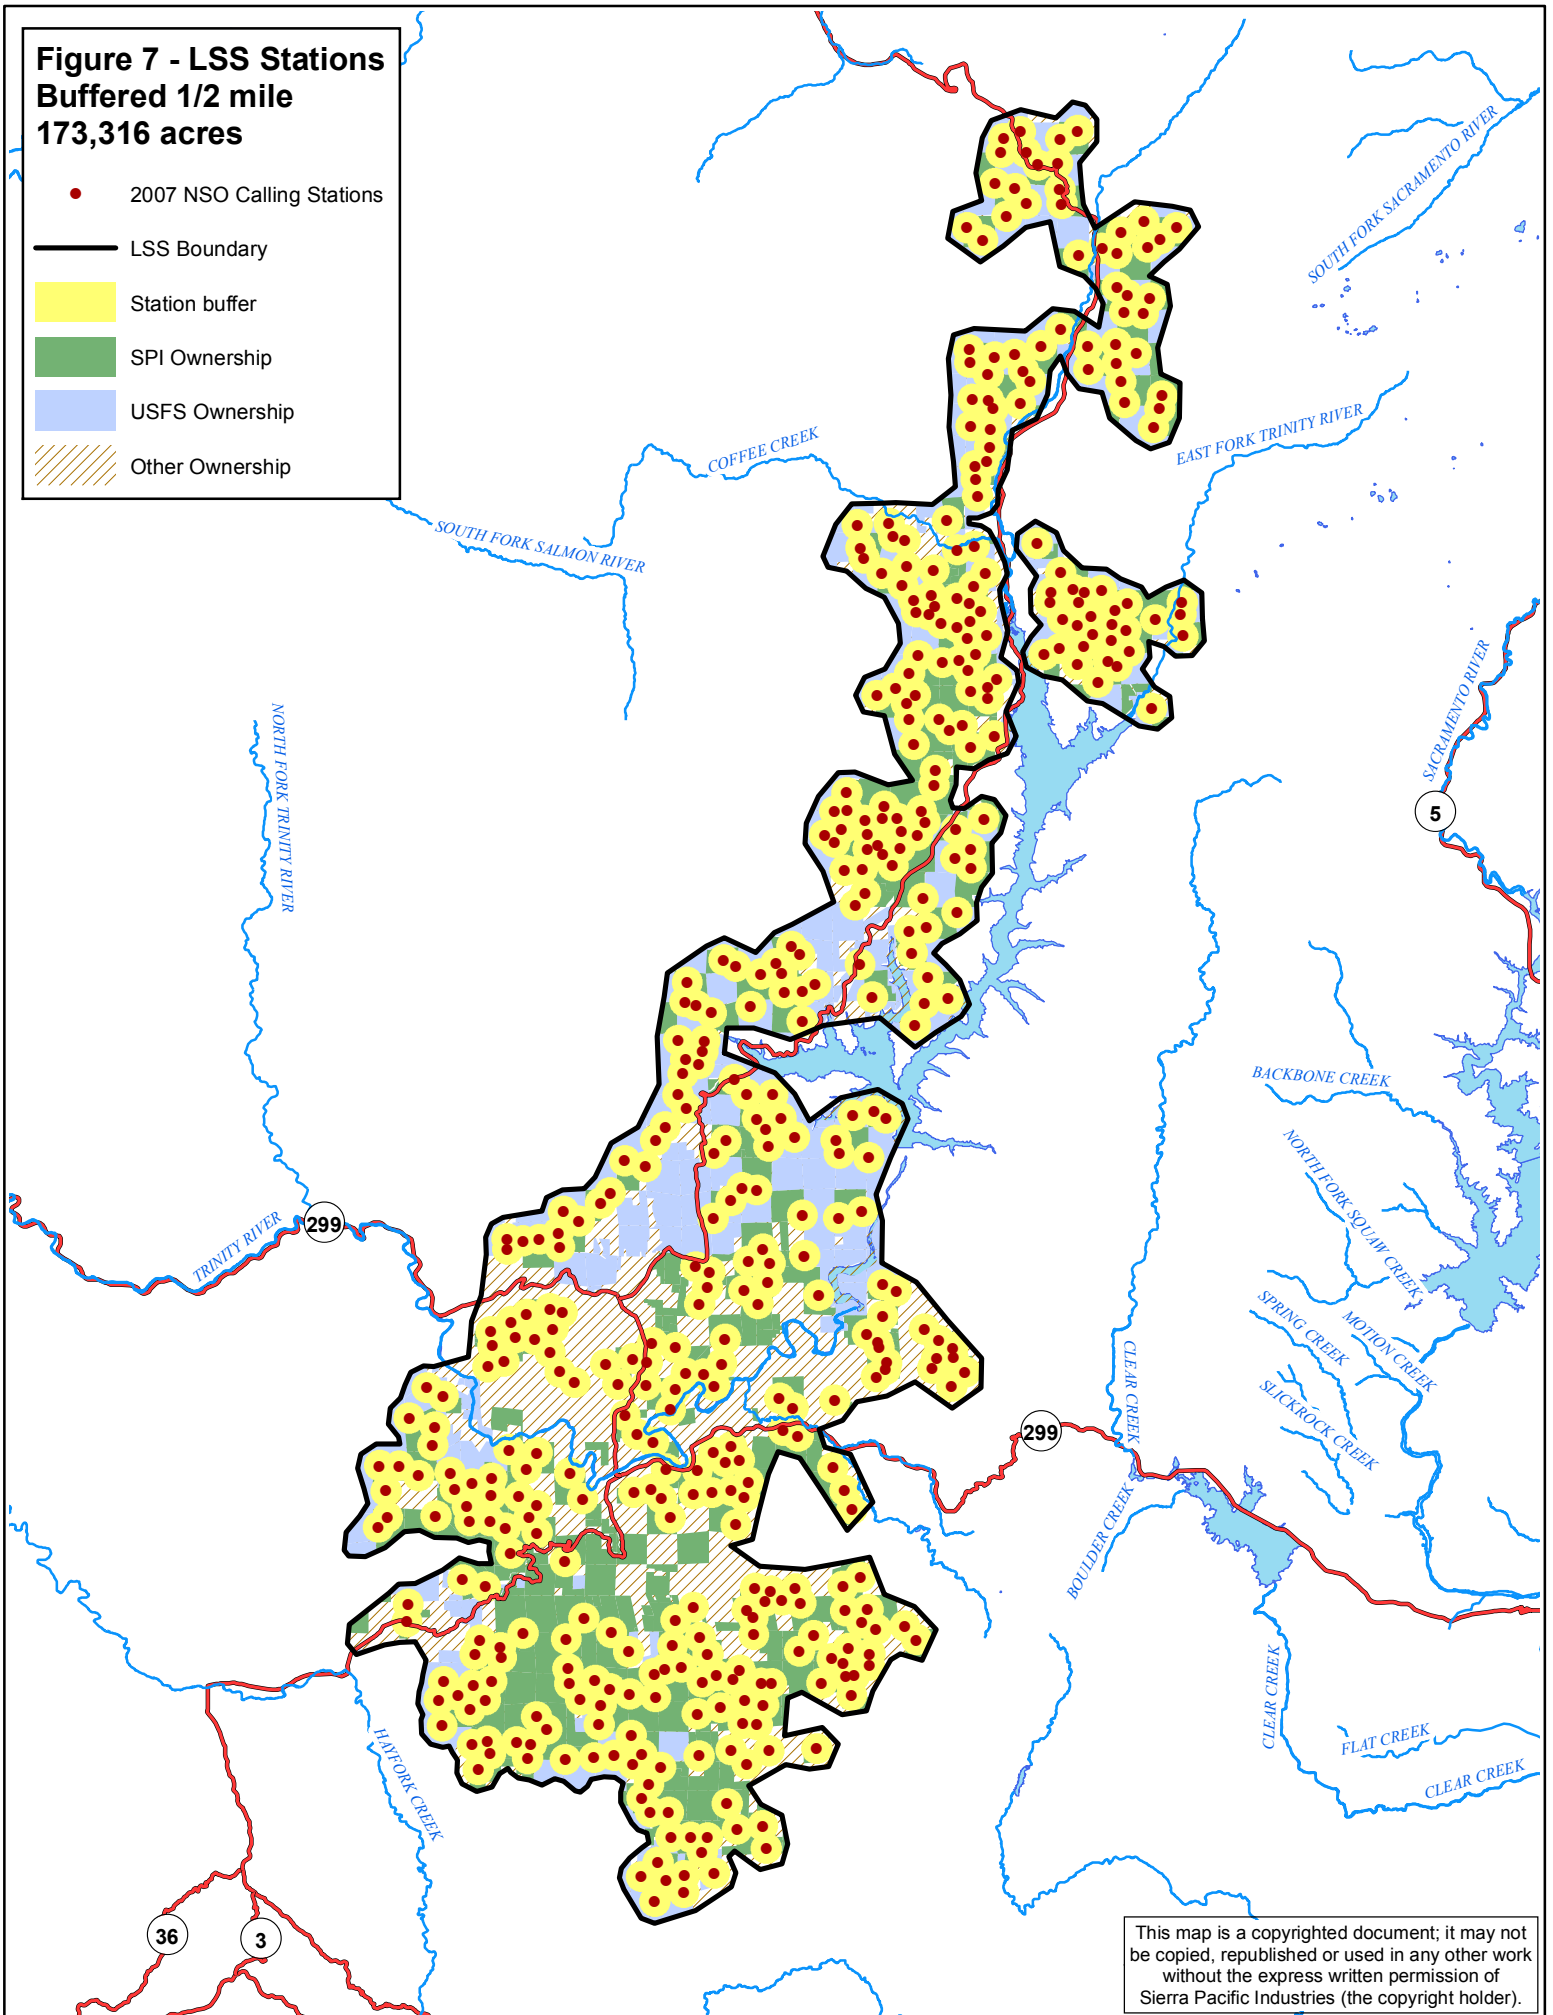 Figure 7 - LSS Stations
Buffered 1/2 mile
173,316 acres
2007 NSO Calling Stations
LSS Boundary
Station buffer
SPI Ownership
USFS Ownership
Other Ownership
SOUTH FORK SACRAMENTO RIVER
EAST FORK TRINITY RIVER
COFFEE CREEK
SOUTH FORK SALMON RIVER
SACRAMENTO RIVER
NORTH FORK TRINITY RIVER
5
BACKBONE CREEK
NORTH FORK SQUAW CREEK
TRINITY RIVER
299
SPRING CREEK
MOTION CREEK
CLEAR CREEK
SLICKROCK CREEK
299
BOULDER CREEK
CLEAR CREEK
FLAT CREEK
CLEAR CREEK
HAYFORK CREEK
36
3
This map is a copyrighted document; it may not
be copied, republished or used in any other work
without the express written permission of
Sierra Pacific Industries (the copyright holder).